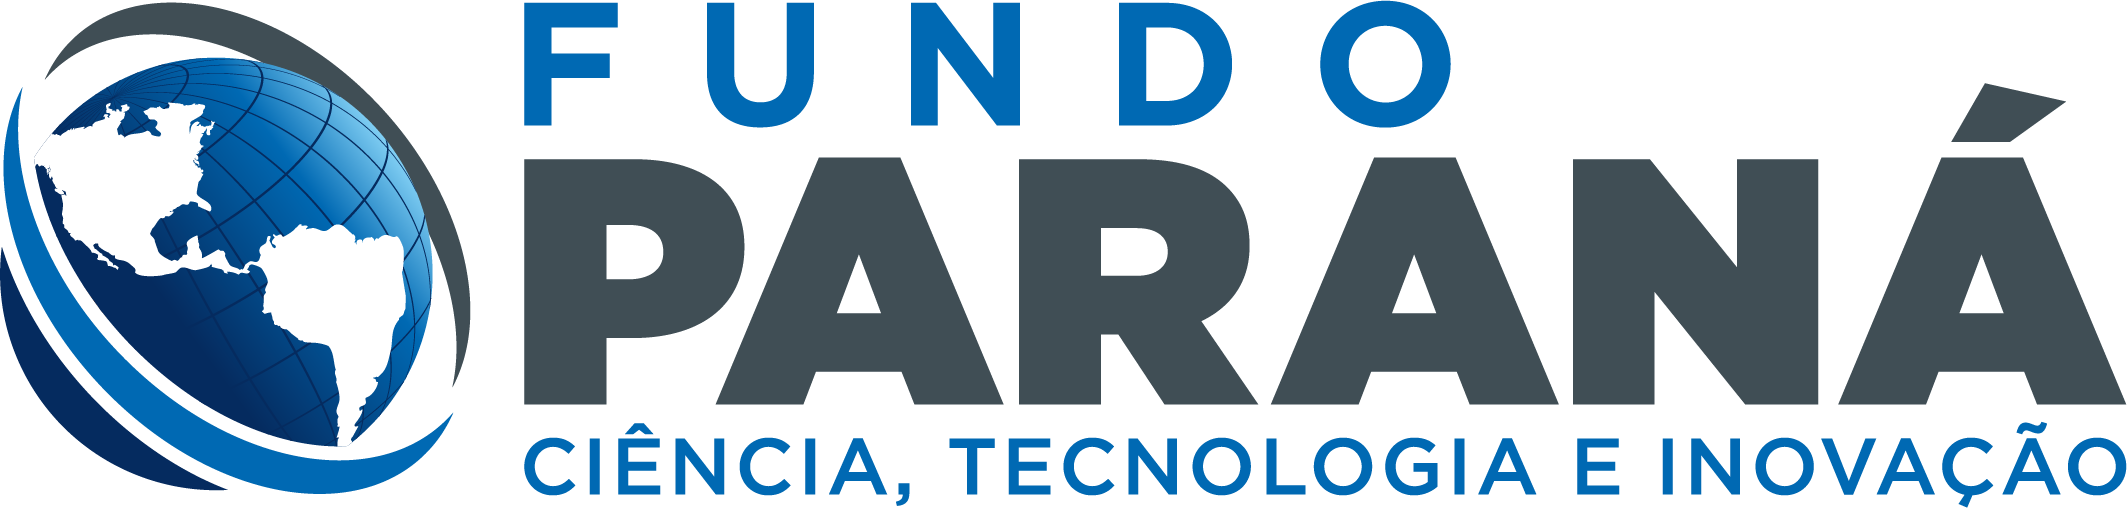 FUNDO
PARANÁ
CIÊNCIA, TECNOLOGIA E INOVAÇÃO